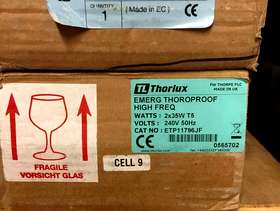 QUANTITY
1
( Made in EC )
TL Thorlux
FW THORPE PLC
MADE IN UK
EMERG THOROPROOF
HIGH FREQ
WATTS : 2x35W T5
VOLTS : 240V 50Hz
CAT NO : ETP11796JF
0565702
CELL 9
FRAGILE
VORSICHT GLAS